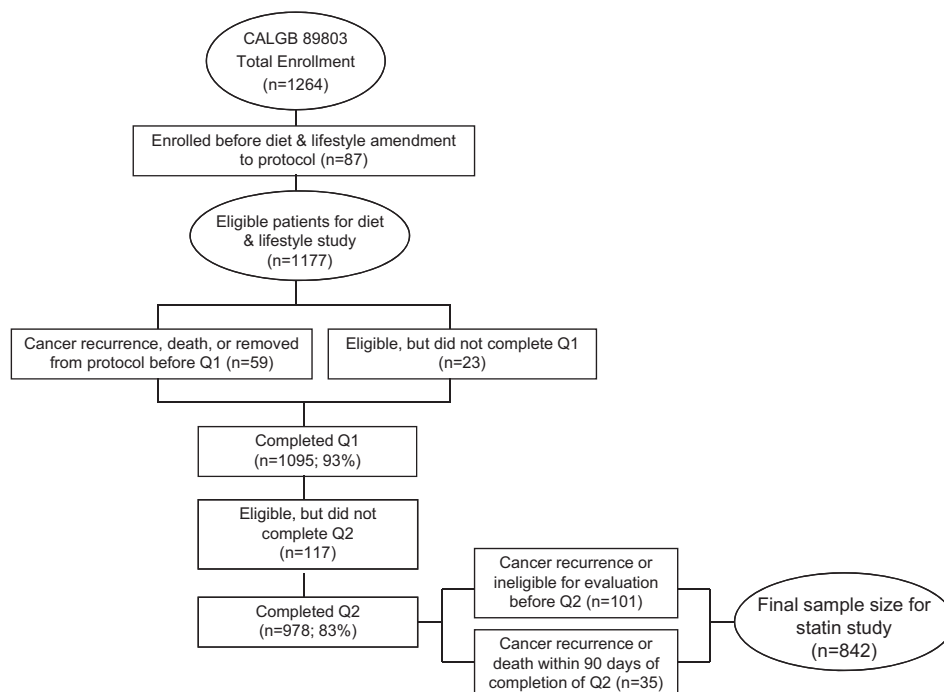 CALGB 89803
Total Enrollment
(n=1264)
Enrolled before diet & lifestyle amendment
to protocol (n=87)
Eligible patients for diet
& lifestyle study
(n=1177)
Cancer recurrence, death, or removed
from protocol before Q1 (n=59)
Eligible, but did not complete Q1
(n=23)
Completed Q1
(n=1095; 93%)
Eligible, but did not
complete Q2
(n=117)
Completed Q2
(n=978; 83%)
Cancer recurrence or
ineligible for evaluation
before Q2 (n=101)
Cancer recurrence or
death within 90 days of
completion of Q2 (n=35)
Final sample size for
statin study
(n=842)